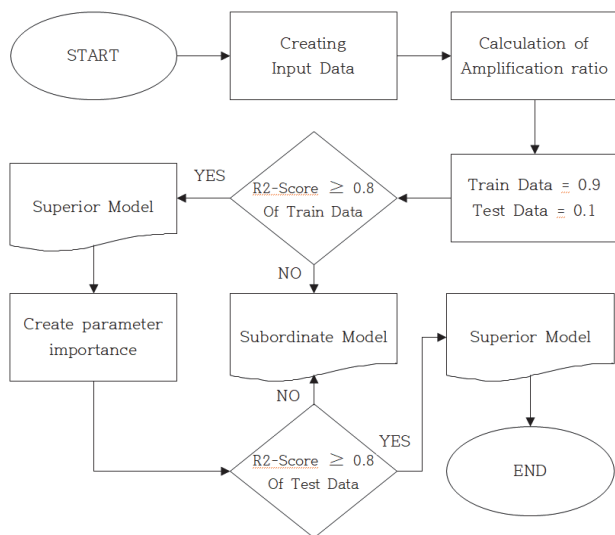 START
Creating
Input Data
Calculation of
Amplification ratio
Train Data = 0.9
Test Data = 0.1
R2-Score ≥ 0.8
Of Train Data
YES
Superior Model
NO
Create parameter
importance
Subordinate Model
Superior Model
NO
R2-Score ≥ 0.8
Of Test Data
YES
END